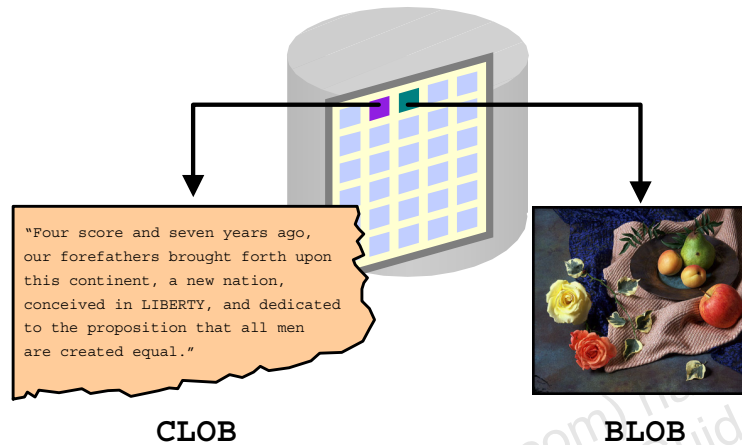 “Four score and seven years ago,
our forefathers brought forth upon
this continent, a new nation,
conceived in LIBERTY, and dedicated
to the proposition that all men
are created equal.”
CLOB
BLOB